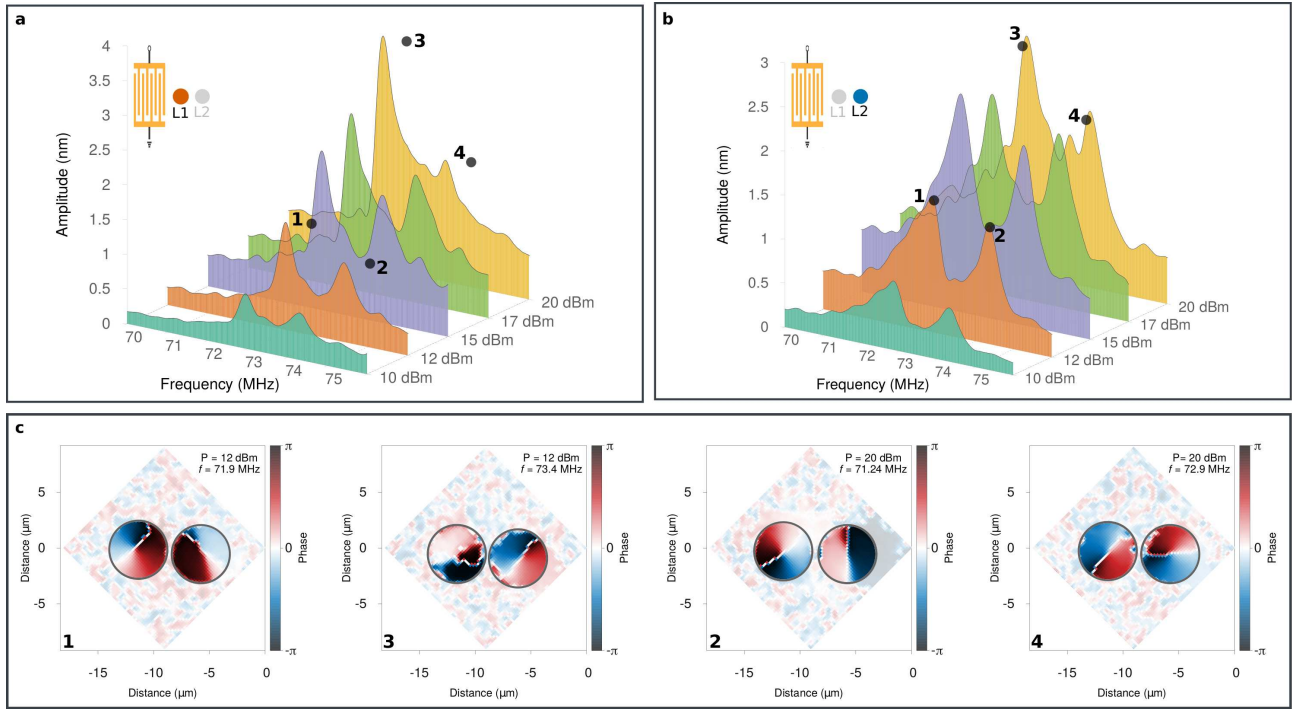 a
4
3.5
3
2.5
2
1.5
1
0.5
0
Amplitude (nm)
L1 L2
1
2
3
4
70
71
72
73
74
75
Frequency (MHz)
10 dBm
12 dBm
15 dBm
17 dBm
20 dBm
b
3
2.5
2
1.5
1
0.5
0
Amplitude (nm)
L1 L2
1
2
3
4
70
71
72
73
74
75
Frequency (MHz)
10 dBm
12 dBm
15 dBm
17 dBm
20 dBm
c
P = 12 dBm
f = 71.9 MHz
5
0
-5
Distance (μm)
-15 -10 -5 0
Distance (μm)
π
0
-π
Phase
1
P = 12 dBm
f = 73.4 MHz
5
0
-5
Distance (μm)
-15 -10 -5 0
Distance (μm)
π
0
-π
Phase
3
P = 20 dBm
f = 71.24 MHz
5
0
-5
Distance (μm)
-15 -10 -5 0
Distance (μm)
π
0
-π
Phase
2
P = 20 dBm
f = 72.9 MHz
5
0
-5
Distance (μm)
-15 -10 -5 0
Distance (μm)
π
0
-π
Phase
4